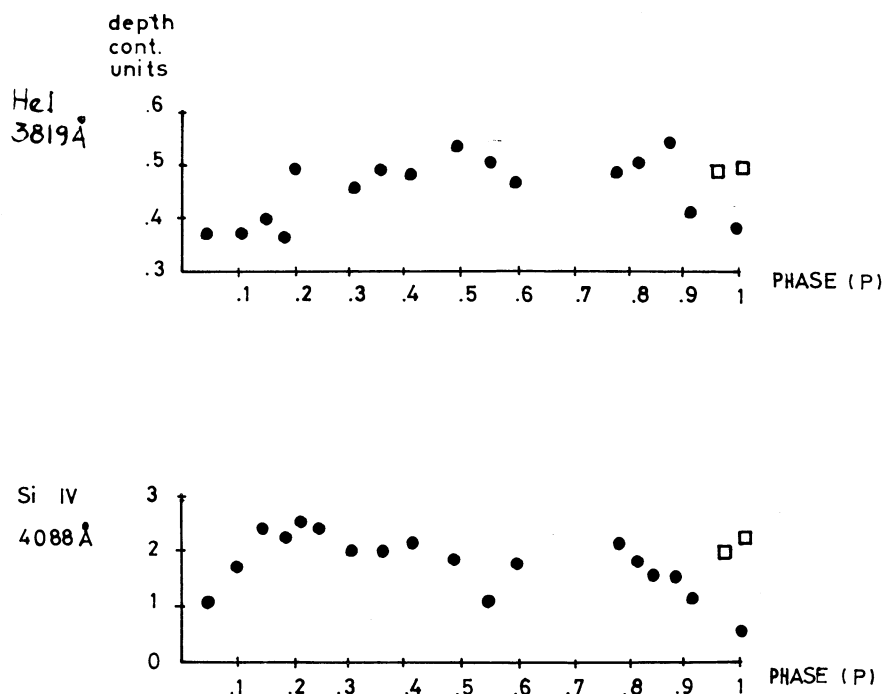 depth
cont.
units
HeI
3819Å
.6
.5
.4
.3
.1 .2 .3 .4 .5 .6 .7 .8 .9 1
PHASE (P)
Si IV
4088Å
3
2
1
0
.1 .2 .3 .4 .5 .6 .7 .8 .9 1
PHASE (P)